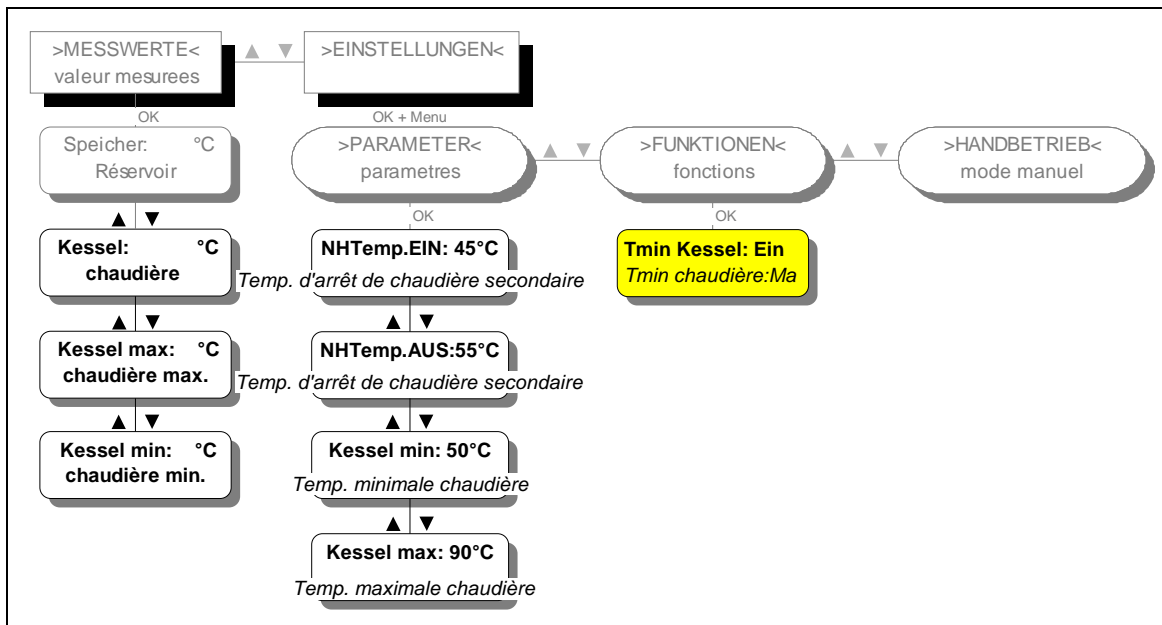 >MESSWERTE<
valeur mesurees
▲ ▼
>EINSTELLUNGEN<
OK
OK + Menu
Speicher: °C
Réservoir
>PARAMETER<
parametres
▲ ▼
>FUNKTIONEN<
fonctions
▲ ▼
>HANDBETRIEB<
mode manuel
OK
OK
▲ ▼
Kessel: °C
chaudière
NHTemp.EIN: 45°C
Temp. d'arrêt de chaudière secondaire
Tmin Kessel: Ein
Tmin chaudière:Ma
▲ ▼
▲ ▼
Kessel max: °C
chaudière max.
NHTemp.AUS:55°C
Temp. d'arrêt de chaudière secondaire
▲ ▼
▲ ▼
Kessel min: °C
chaudière min.
Kessel min: 50°C
Temp. minimale chaudière
▲ ▼
Kessel max: 90°C
Temp. maximale chaudière